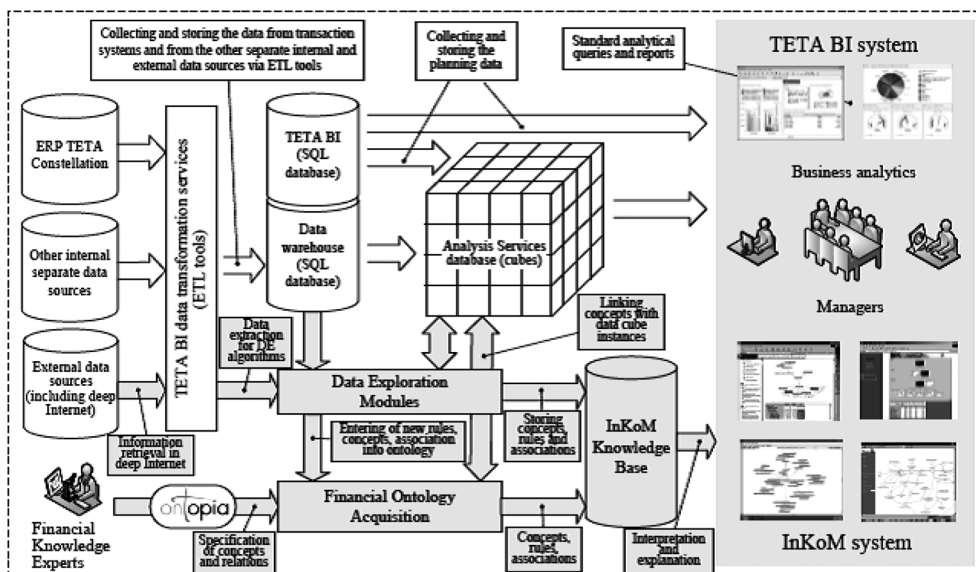 Collecting and storing the data from transaction
systems and from the other separate internal and
external data sources via ETL tools
Collecting and
storing the
planning data
Standard analytical
queries and reports
TETA BI system
ERP TETA
Constellation
Other internal
separate data
sources
External data
sources
(including deep
Internet)
TETA BI data transformation services
(ETL tools)
TETA BI
(SQL
database)
Data
warehouse
(SQL
database)
Analysis Services
database (cubes)
Business analytics
Managers
Data
extraction
for DE
algorithms
Linking
concepts with
data cube
instances
Data Exploration
Modules
Information
retrieval in
deep Internet
Entering of new rules,
concepts, association
info ontology
Storing
concepts,
rules and
associations
InKoM
Knowledge
Base
ontopia
Financial Ontology
Acquisition
Financial
Knowledge
Experts
Specification
of concepts
and relations
Concepts,
rules,
associations
Interpretation
and
explanation
InKoM system